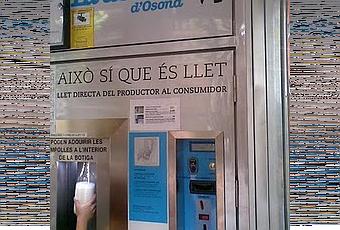 d'Osona
AIXÒ SÍ QUE ÉS LLET
LLET DIRECTA DEL PRODUCTOR AL CONSUMIDOR
PODEN ADQUIRIR LES
AMPOLLES A L'INTERIOR
DE LA BOTIGA